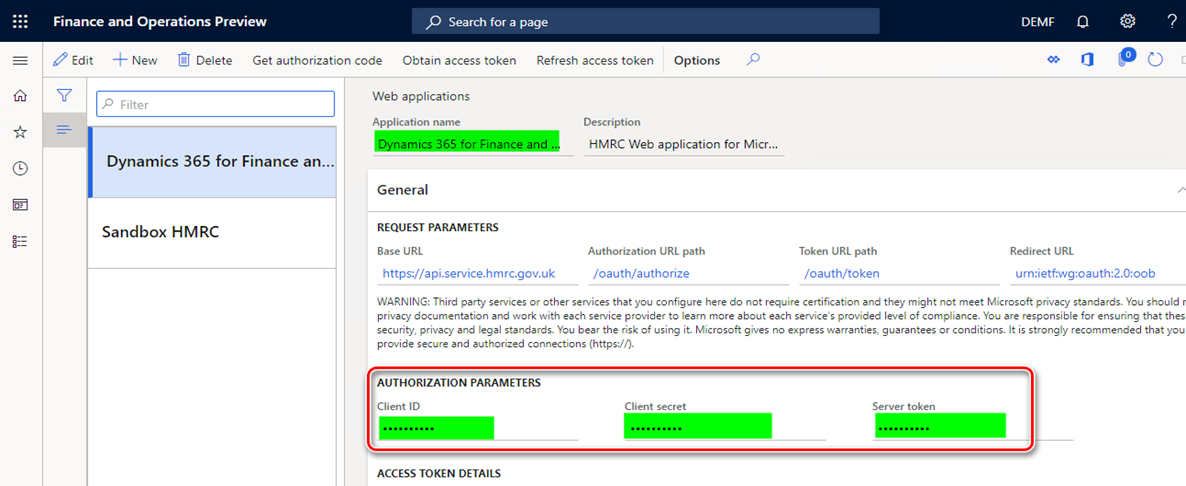 Finance and Operations Preview
Search for a page
DEMF
?
Edit
New
Delete
Get authorization code
Obtain access token
Refresh access token
Options
0
Filter
Dynamics 365 for Finance an...
Sandbox HMRC
Web applications
Application name
Description
Dynamics 365 for Finance and ...
HMRC Web application for Micr...
General
REQUEST PARAMETERS
Base URL
Authorization URL path
Token URL path
Redirect URL
https://api.service.hmrc.gov.uk
/oauth/authorize
/oauth/token
urn:ietf:wg:oauth:2.0:oob
WARNING: Third party services or other services that you configure here do not require certification and they might not meet Microsoft privacy standards. You should r
privacy documentation and work with each service provider to learn more about each service's provided level of compliance. You are responsible for ensuring that thes
security, privacy and legal standards. You bear the risk of using it. Microsoft gives no express warranties, guarantees or conditions. It is strongly recommended that you
provide secure and authorized connections (https://).
AUTHORIZATION PARAMETERS
Client ID
Client secret
Server token
••••••••••
••••••••••
••••••••••
ACCESS TOKEN DETAILS